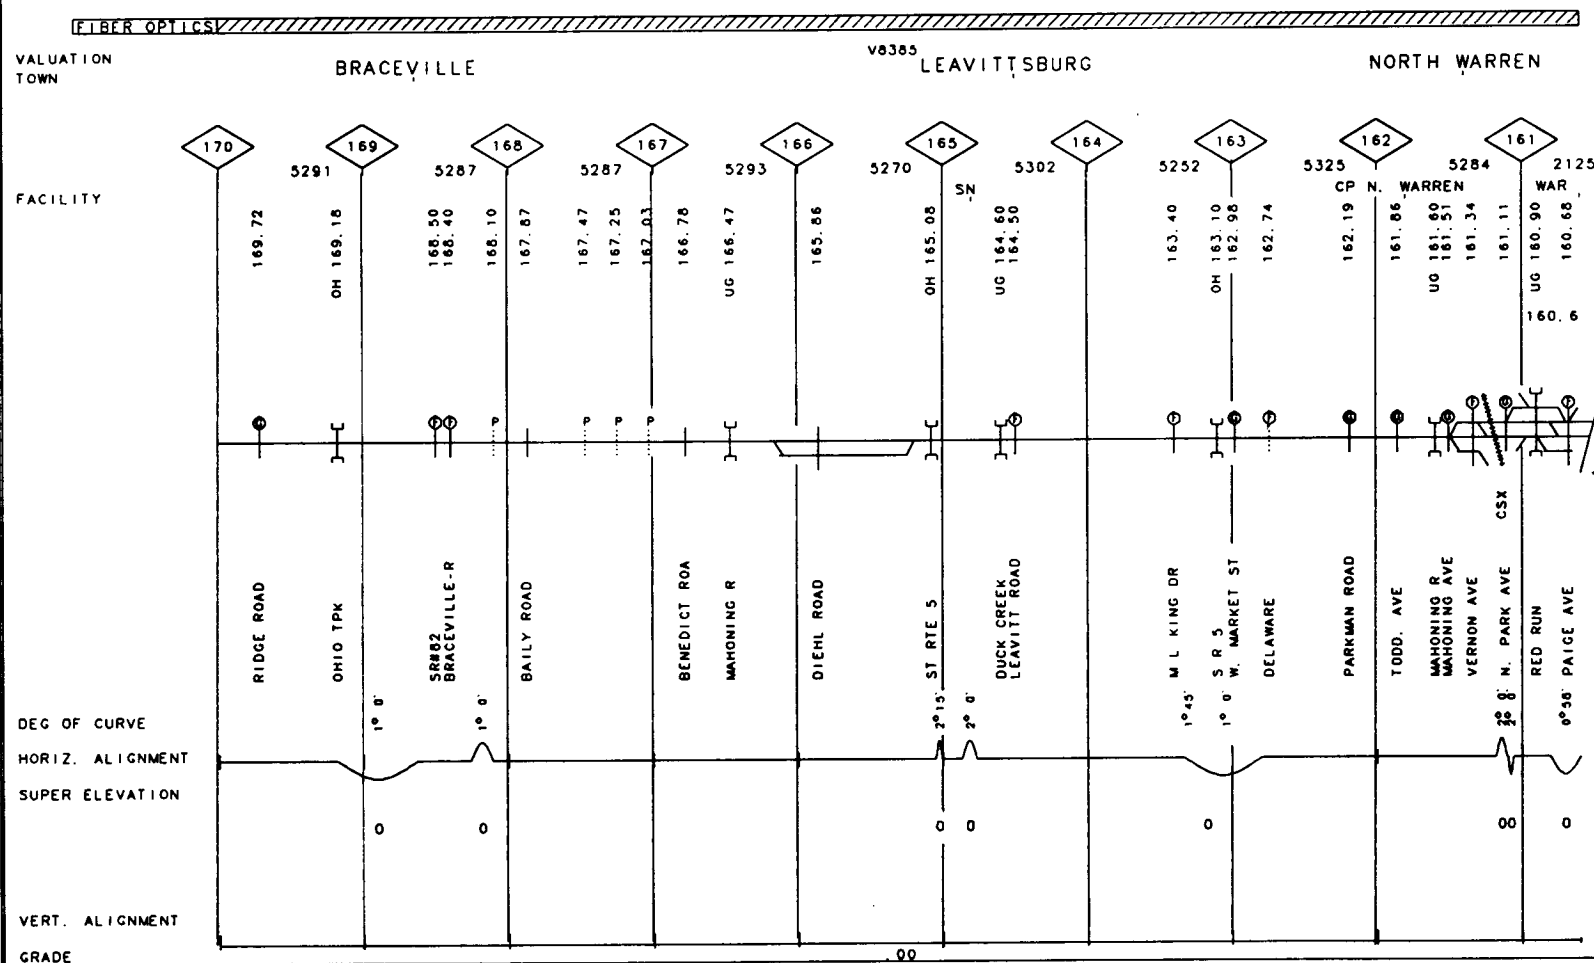 FIBER OPTICS
VALUATION
TOWN
BRACEVILLE
V8385
LEAVITTSBURG
NORTH WARREN
170
169
168
167
166
165
164
163
162
161
5291
5287
5287
5293
5270
5302
5252
5325
5284
2125
FACILITY
SN
CP N. WARREN
WAR
169.72
OH 169.18
168.50
168.40
168.10
167.87
167.47
167.25
167.03
166.78
UG 166.47
165.86
OH 165.08
UG 164.60
164.50
163.40
OH 163.10
162.98
162.74
162.19
161.86
UG 161.60
161.51
161.34
161.11
UG 160.90
160.68
160.6
F F P P P P F F
CSX
RIDGE ROAD
OHIO TPK
SR#82
BRACEVILLE-R
BAILY ROAD
BENEDICT ROA
MAHONING R
DIEHL ROAD
ST RTE 5
DUCK CREEK
LEAVITT ROAD
M L KING DR
S R 5
W. MARKET ST
DELAWARE
PARKMAN ROAD
TODD. AVE
MAHONING R
MAHONING AVE
VERNON AVE
N. PARK AVE
RED RUN
PAIGE AVE
DEG OF CURVE
1° 0'
1° 0'
2° 15'
2° 0'
1° 45'
1° 0'
2° 0'
2° 0'
0° 58'
HORIZ. ALIGNMENT
SUPER ELEVATION
0
0
0
0
0
00
0
VERT. ALIGNMENT
GRADE
.00